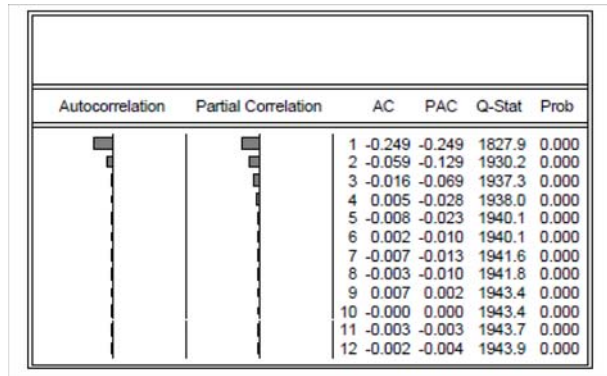 Autocorrelation Partial Correlation AC PAC Q-Stat Prob
1 -0.249 -0.249 1827.9 0.000
2 -0.059 -0.129 1930.2 0.000
3 -0.016 -0.069 1937.3 0.000
4 0.005 -0.028 1938.0 0.000
5 -0.008 -0.023 1940.1 0.000
6 0.002 -0.010 1940.1 0.000
7 -0.007 -0.013 1941.6 0.000
8 -0.003 -0.010 1941.8 0.000
9 0.007 0.002 1943.4 0.000
10 -0.000 0.000 1943.4 0.000
11 -0.003 -0.003 1943.7 0.000
12 -0.002 -0.004 1943.9 0.000